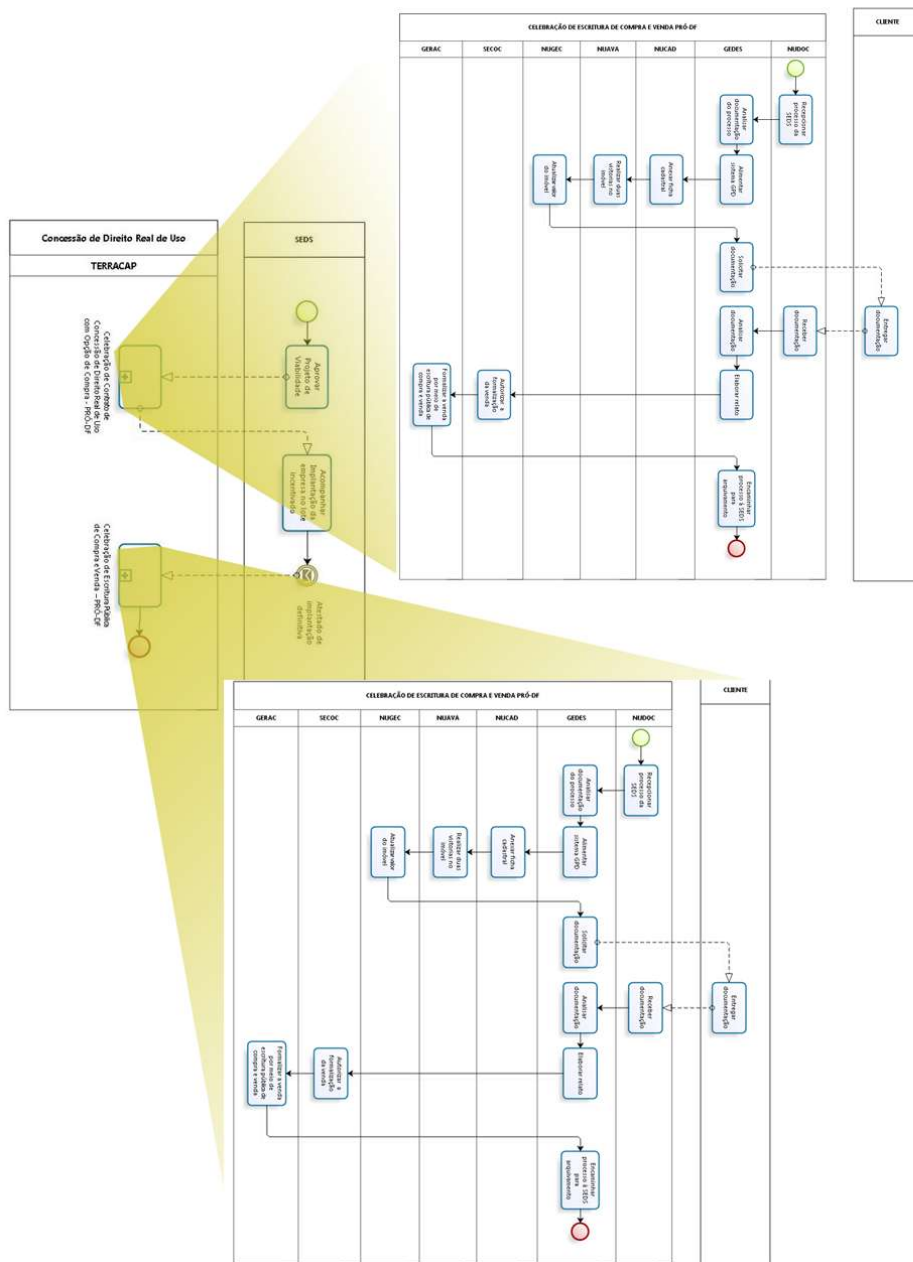 CELEBRAÇÃO DE ESCRITURA DE COMPRA E VENDA PRÓ-DF
CLIENTE
GERAC
SECOC
NUGEC
NUAVA
NUCAD
GEDES
NUDOC
Recepcionar
processo da
SEDS
Analisar
documentação
do processo
Alimentar
sistema GPD
Anexar ficha
cadastral
Realizar duas
vistorias no
imóvel
Atualizar valor
do imóvel
Solicitar
documentação
Entregar
documentação
Receber
documentação
Analisar
documentação
Elaborar relato
Autorizar a
formalização
da venda
Formalizar a venda
por meio de
escritura pública de
compra e venda
Encaminhar
processo à SEDS
para
arquivamento
Concessão de Direito Real de Uso
TERRACAP
SEDS
Aprovar
Projeto de
Viabilidade
Celebração de Contrato de
Concessão de Direito Real de Uso
com Opção de Compra - PRÓ-DF
Acompanhar
Implantação da
empresa no lote
incentivado
Atestado de
implantação
definitiva
Celebração de Escritura Pública
de Compra e Venda – PRÓ-DF
CELEBRAÇÃO DE ESCRITURA DE COMPRA E VENDA PRÓ-DF
CLIENTE
GERAC
SECOC
NUGEC
NUAVA
NUCAD
GEDES
NUDOC
Recepcionar
processo da
SEDS
Analisar
documentação
do processo
Alimentar
sistema GPD
Anexar ficha
cadastral
Realizar duas
vistorias no
imóvel
Atualizar valor
do imóvel
Solicitar
documentação
Entregar
documentação
Receber
documentação
Analisar
documentação
Elaborar relato
Autorizar a
formalização
da venda
Formalizar a venda
por meio de
escritura pública de
compra e venda
Encaminhar
processo à SEDS
para
arquivamento